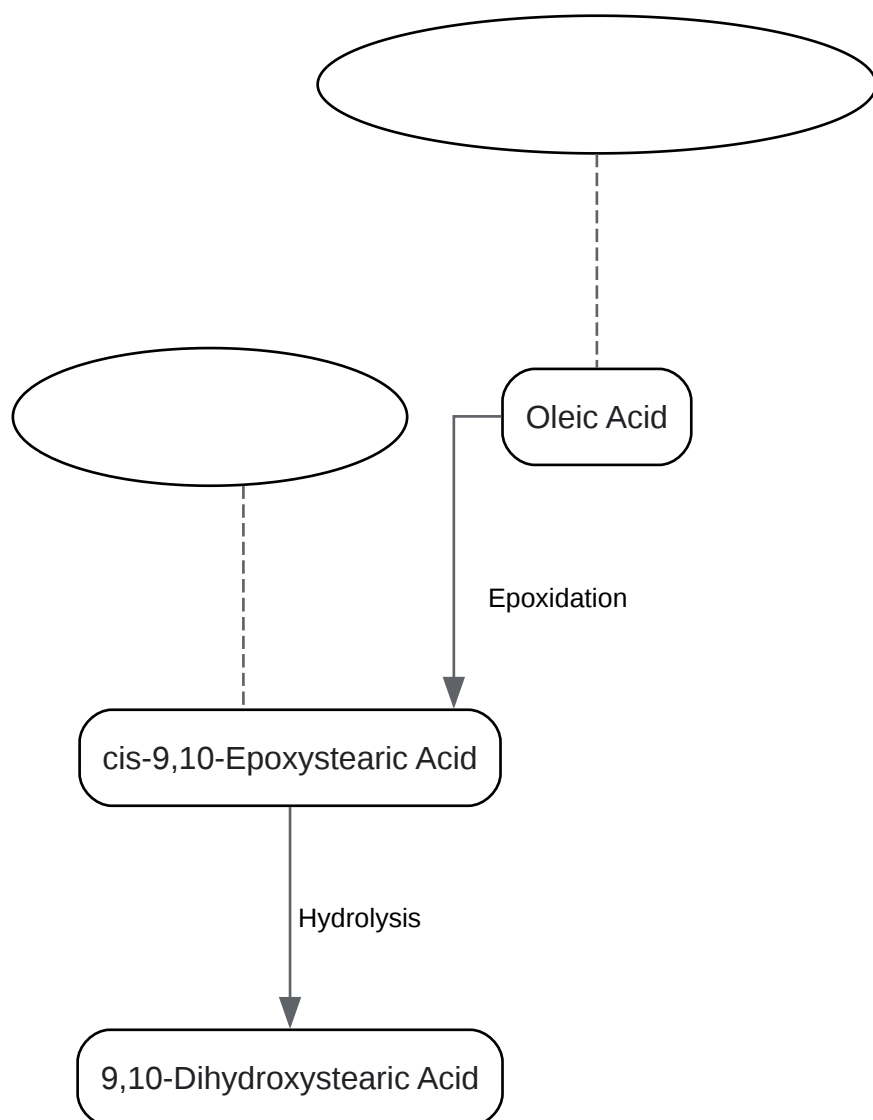 Oleic Acid
Epoxidation
cis-9,10-Epoxystearic Acid
Hydrolysis
9,10-Dihydroxystearic Acid